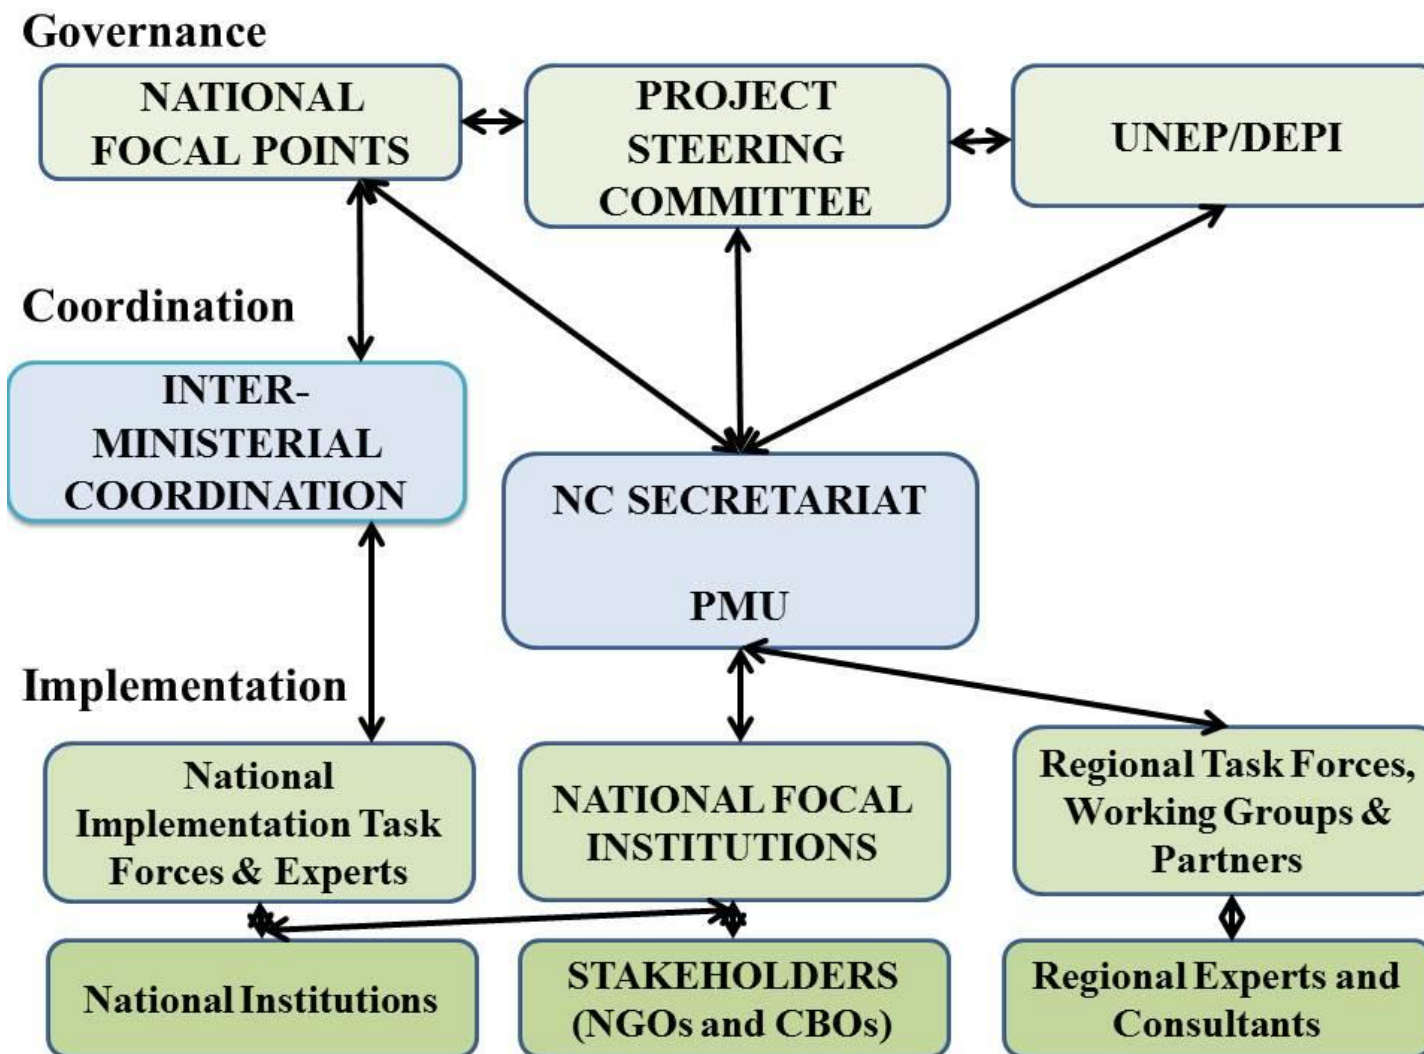 Governance
NATIONAL
FOCAL POINTS
PROJECT
STEERING
COMMITTEE
UNEP/DEPI
Coordination
INTER-
MINISTERIAL
COORDINATION
NC SECRETARIAT
PMU
Implementation
National
Implementation Task
Forces & Experts
NATIONAL FOCAL
INSTITUTIONS
Regional Task Forces,
Working Groups &
Partners
National Institutions
STAKEHOLDERS
(NGOs and CBOs)
Regional Experts and
Consultants